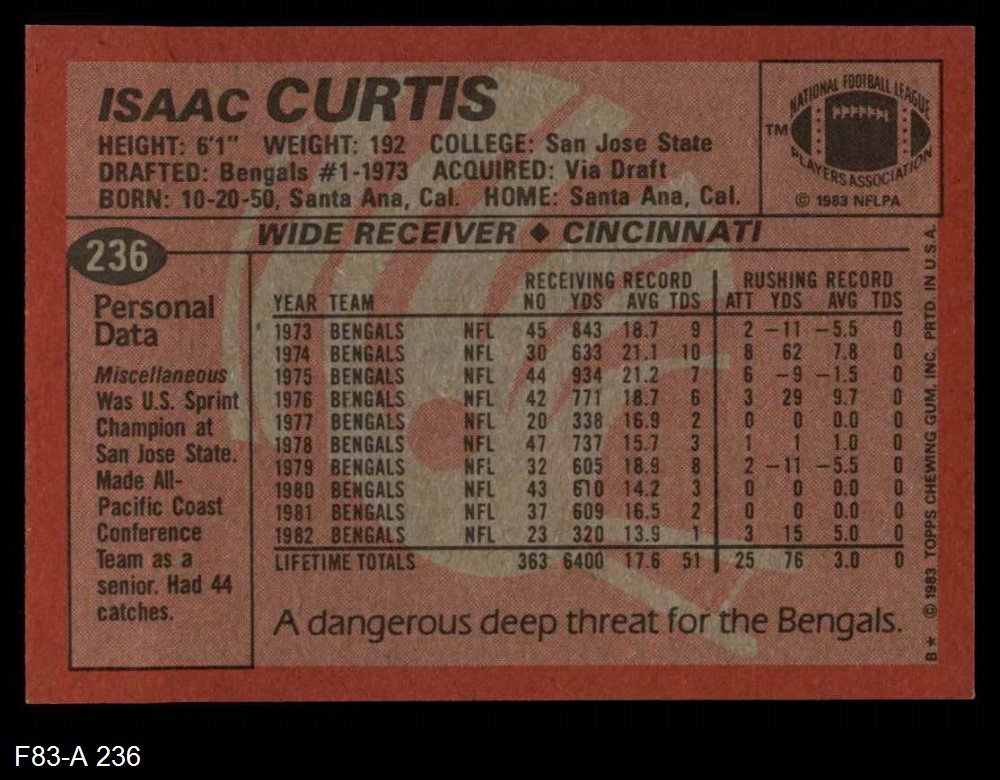 ISAAC CURTIS
HEIGHT: 6'1" WEIGHT: 192 COLLEGE: San Jose State
DRAFTED: Bengals #1-1973 ACQUIRED: Via Draft
BORN: 10-20-50, Santa Ana, Cal. HOME: Santa Ana, Cal.
NATIONAL FOOTBALL LEAGUE
TM
PLAYERS ASSOCIATION
© 1983 NFLPA
236
WIDE RECEIVER ♦ CINCINNATI
Personal
Data
Miscellaneous
Was U.S. Sprint
Champion at
San Jose State.
Made All-
Pacific Coast
Conference
Team as a
senior. Had 44
catches.
RECEIVING RECORD RUSHING RECORD
YEAR TEAM NO YDS AVG TDS ATT YDS AVG TDS
1973 BENGALS NFL 45 843 18.7 9 2 -11 -5.5 0
1974 BENGALS NFL 30 633 21.1 10 8 62 7.8 0
1975 BENGALS NFL 44 934 21.2 7 6 -9 -1.5 0
1976 BENGALS NFL 42 771 18.7 6 3 29 9.7 0
1977 BENGALS NFL 20 338 16.9 2 0 0 0.0 0
1978 BENGALS NFL 47 737 15.7 3 1 1 1.0 0
1979 BENGALS NFL 32 605 18.9 8 2 -11 -5.5 0
1980 BENGALS NFL 43 610 14.2 3 0 0 0.0 0
1981 BENGALS NFL 37 609 16.5 2 0 0 0.0 0
1982 BENGALS NFL 23 320 13.9 1 3 15 5.0 0
LIFETIME TOTALS 363 6400 17.6 51 25 76 3.0 0
A dangerous deep threat for the Bengals.
B* © 1983 TOPPS CHEWING GUM, INC. PRTD. IN U.S.A.
F83-A 236